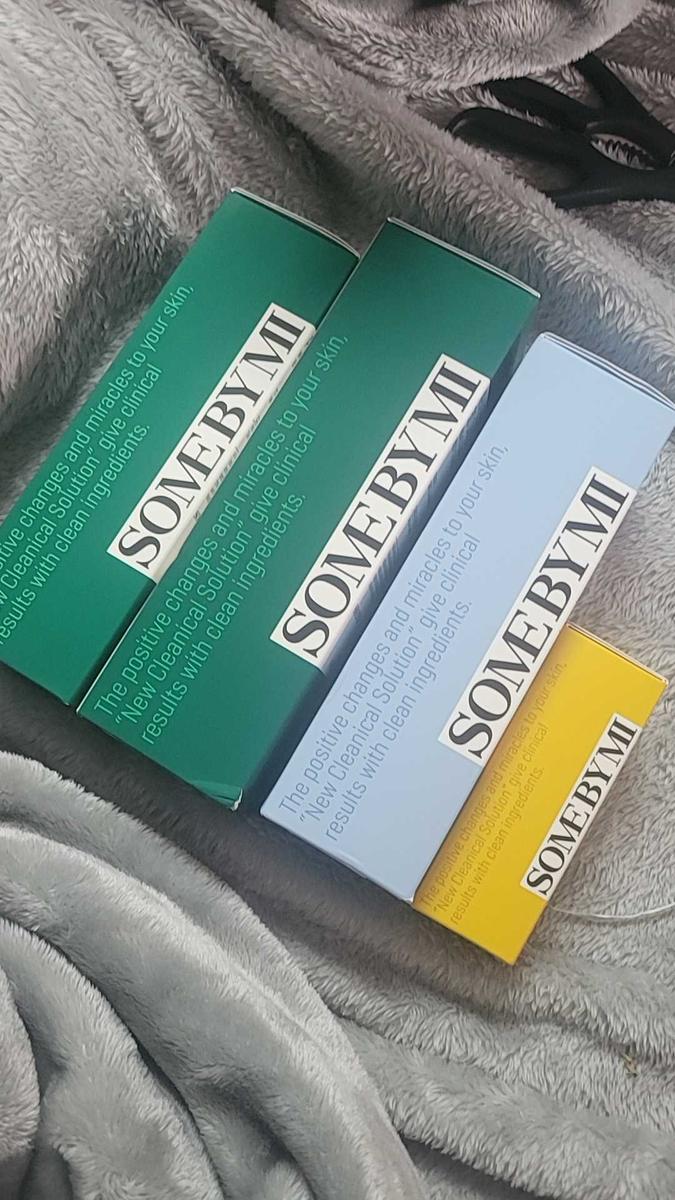 tive changes and miracles to your skin,
w Cleanical Solution" give clinical
esults with clean ingredients.
SOME BY MI
The positive changes and miracles to your skin,
"New Cleanical Solution" give clinical
results with clean ingredients.
SOME BY MI
The positive changes and miracles to your skin,
"New Cleanical Solution" give clinical
results with clean ingredients.
SOME BY MI
The positive changes and miracles to your skin,
"New Cleanical Solution" give clinical
results with clean ingredients.
SOME BY MI